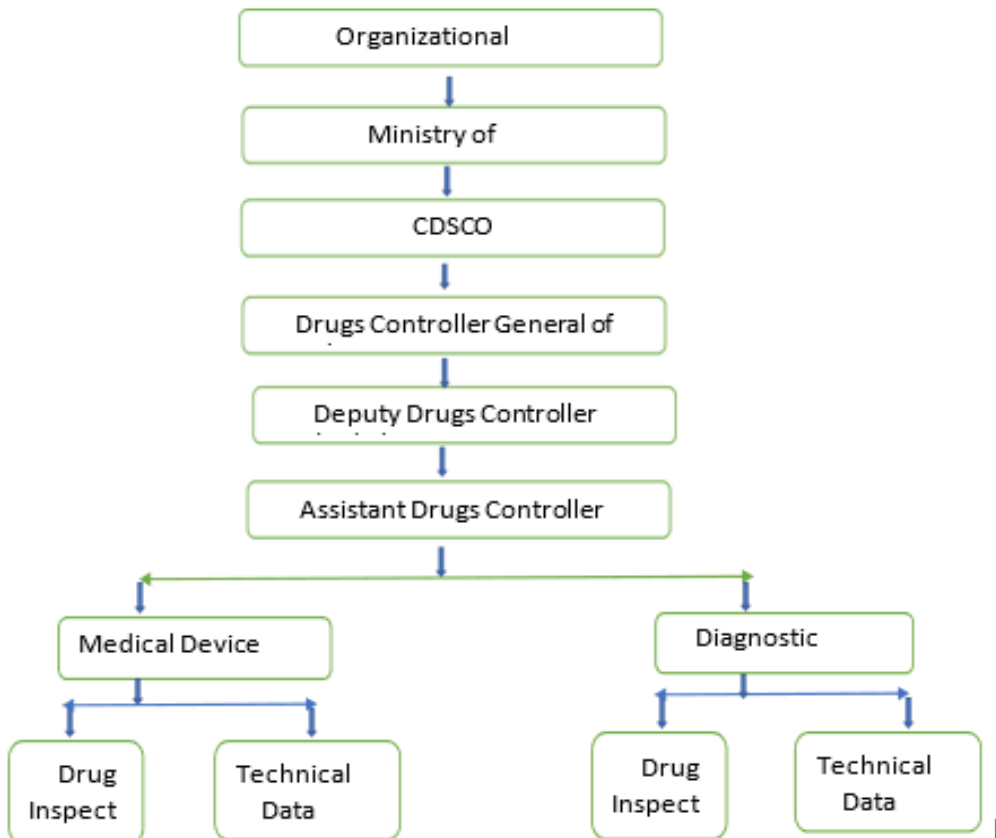 Organizational
Ministry of
CDSCO
Drugs Controller General of
Deputy Drugs Controller
Assistant Drugs Controller
Medical Device
Diagnostic
Drug
Inspect
Technical
Data
Drug
Inspect
Technical
Data